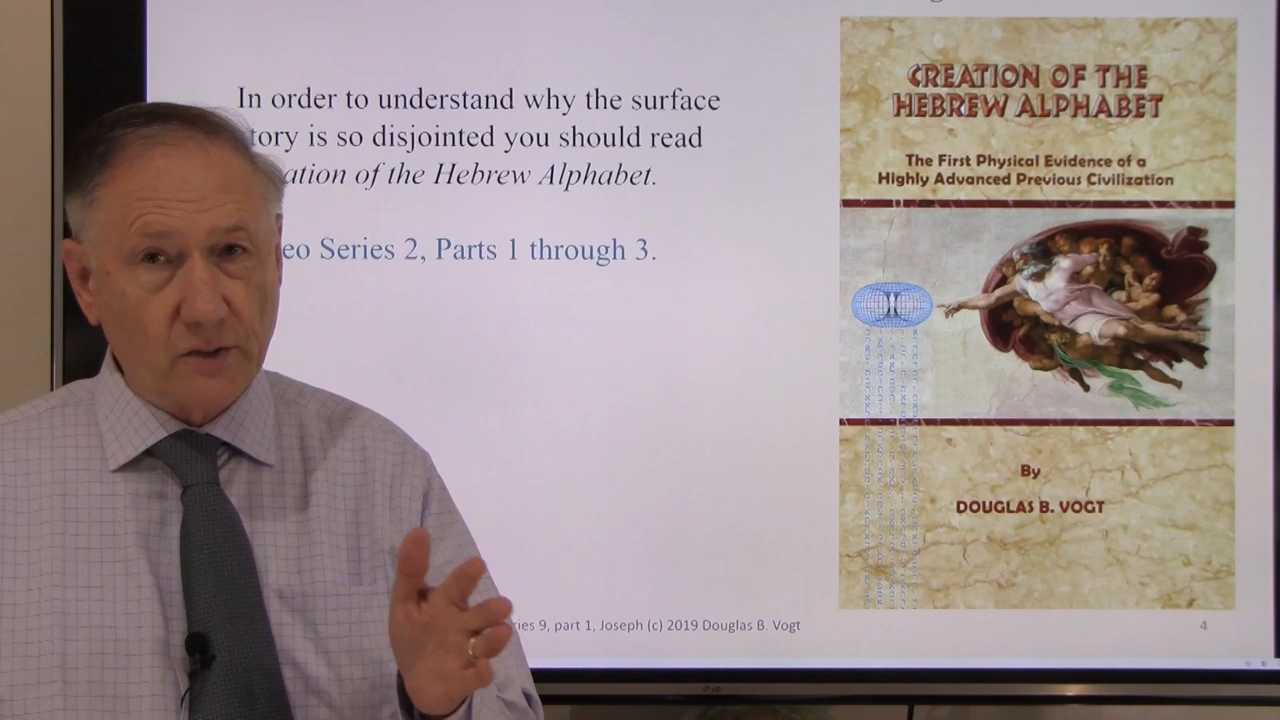 In order to understand why the surface
tory is so disjointed you should read
ation of the Hebrew Alphabet.
eo Series 2, Parts 1 through 3.
CREATION OF THE
HEBREW ALPHABET
The First Physical Evidence of a
Highly Advanced Previous Civilization
By
DOUGLAS B. VOGT
ries 9, part 1, Joseph (c) 2019 Douglas B. Vogt
4
LG